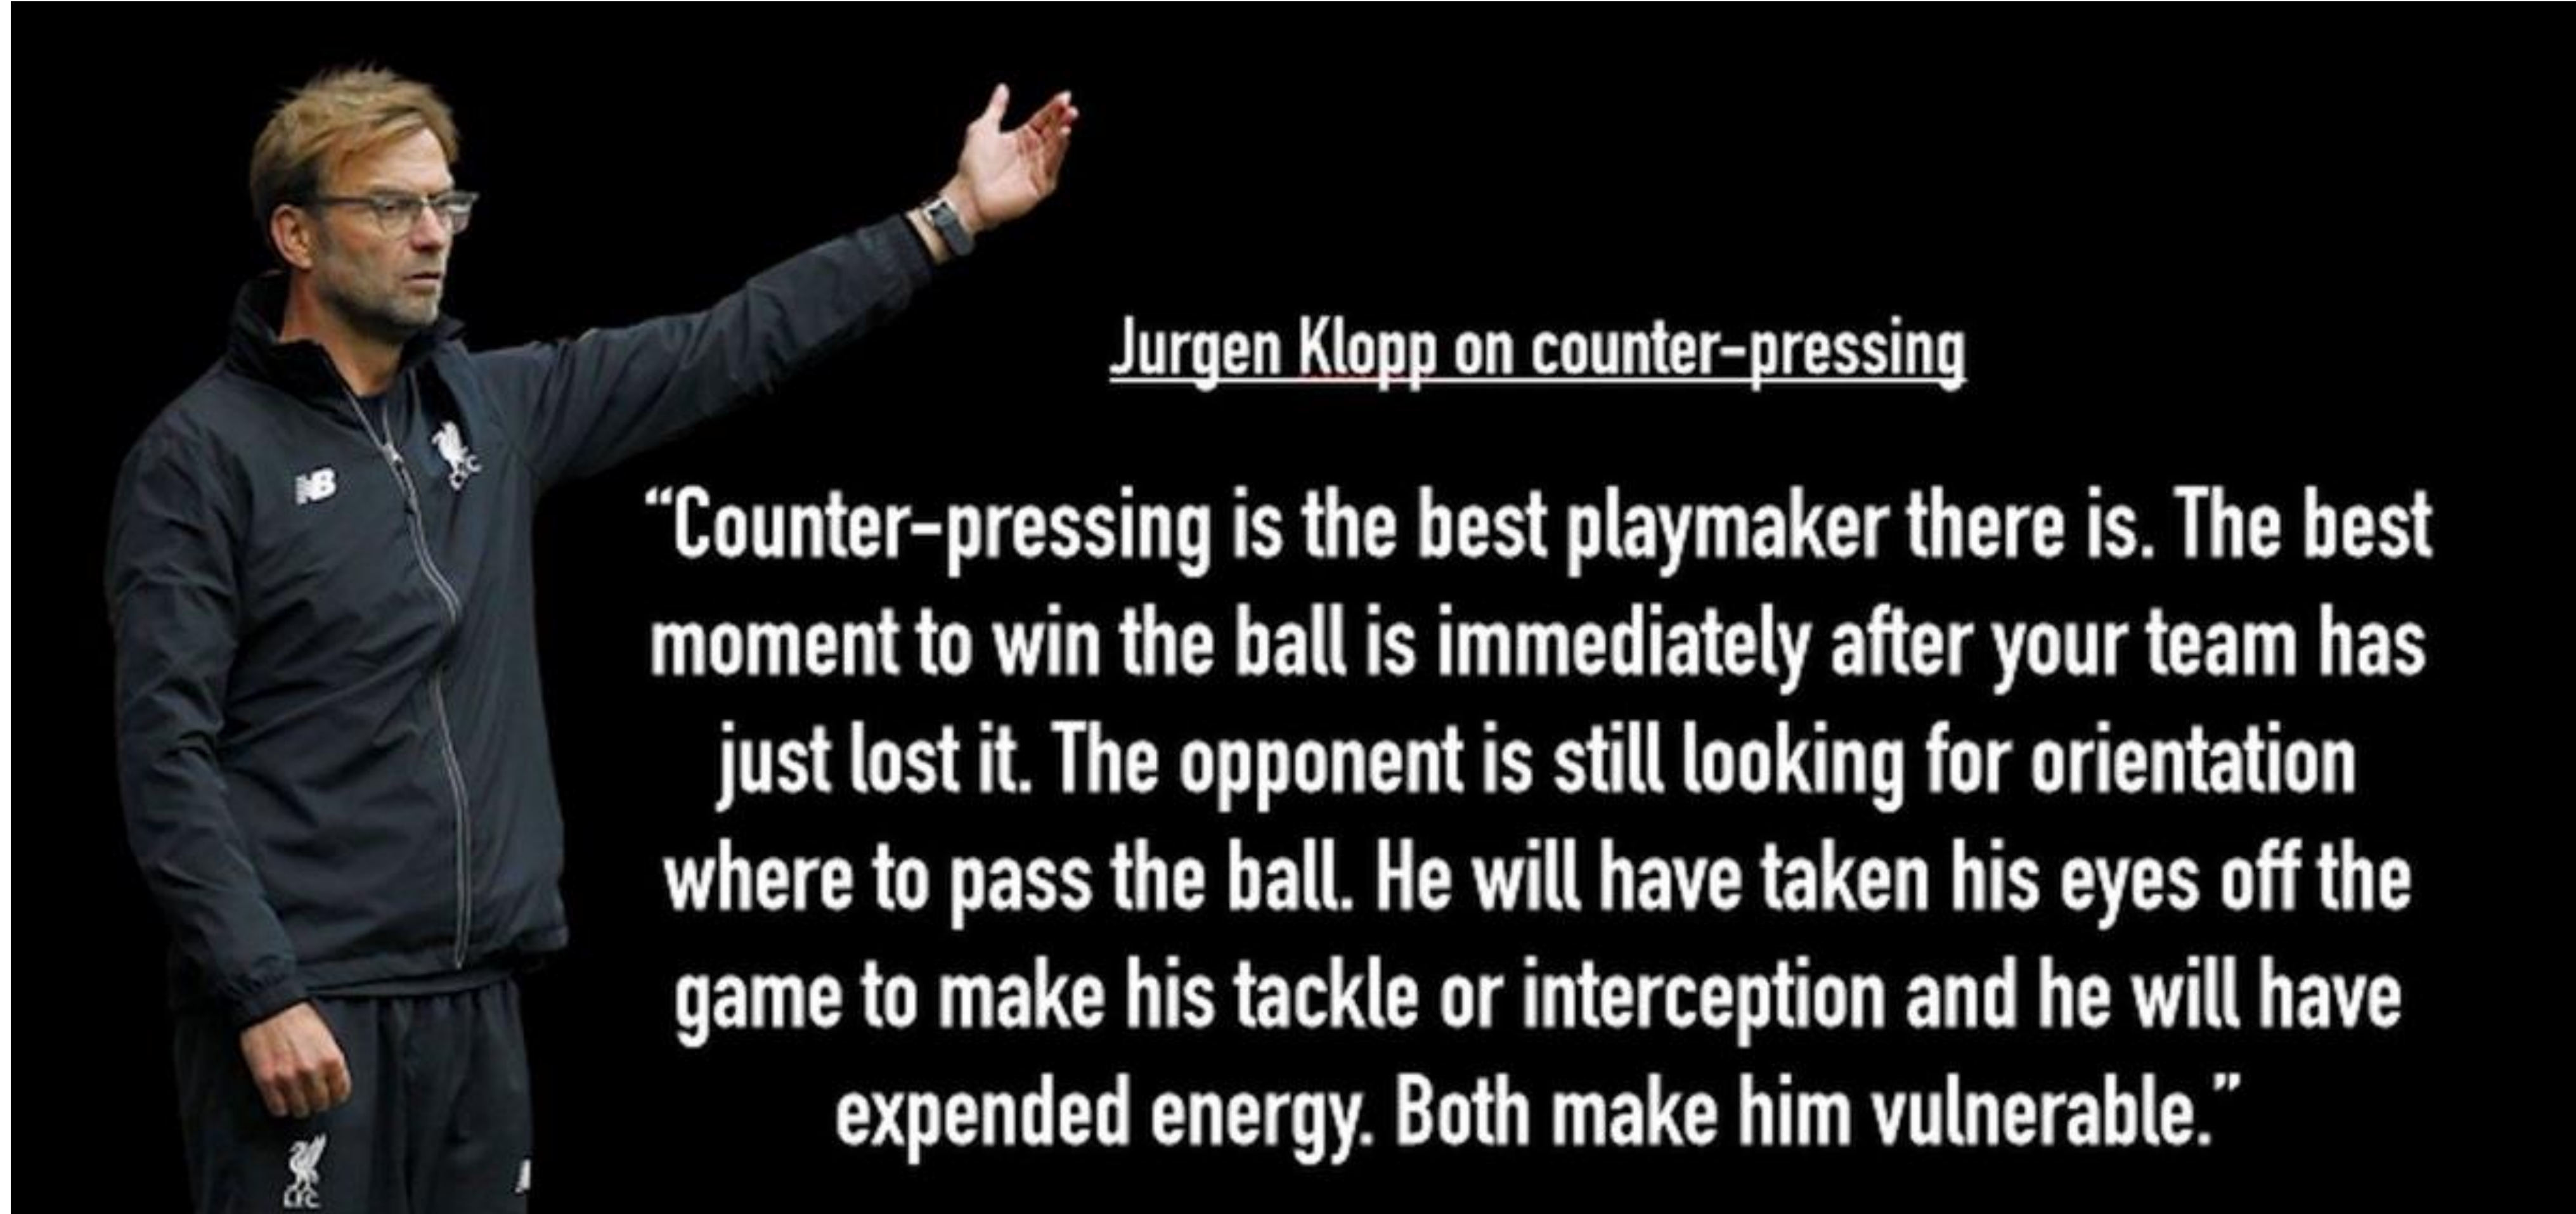 Jurgen Klopp on counter-pressing
“Counter-pressing is the best playmaker there is. The best
moment to win the ball is immediately after your team has
just lost it. The opponent is still looking for orientation
where to pass the ball. He will have taken his eyes off the
game to make his tackle or interception and he will have
expended energy. Both make him vulnerable.”
NB
LFC